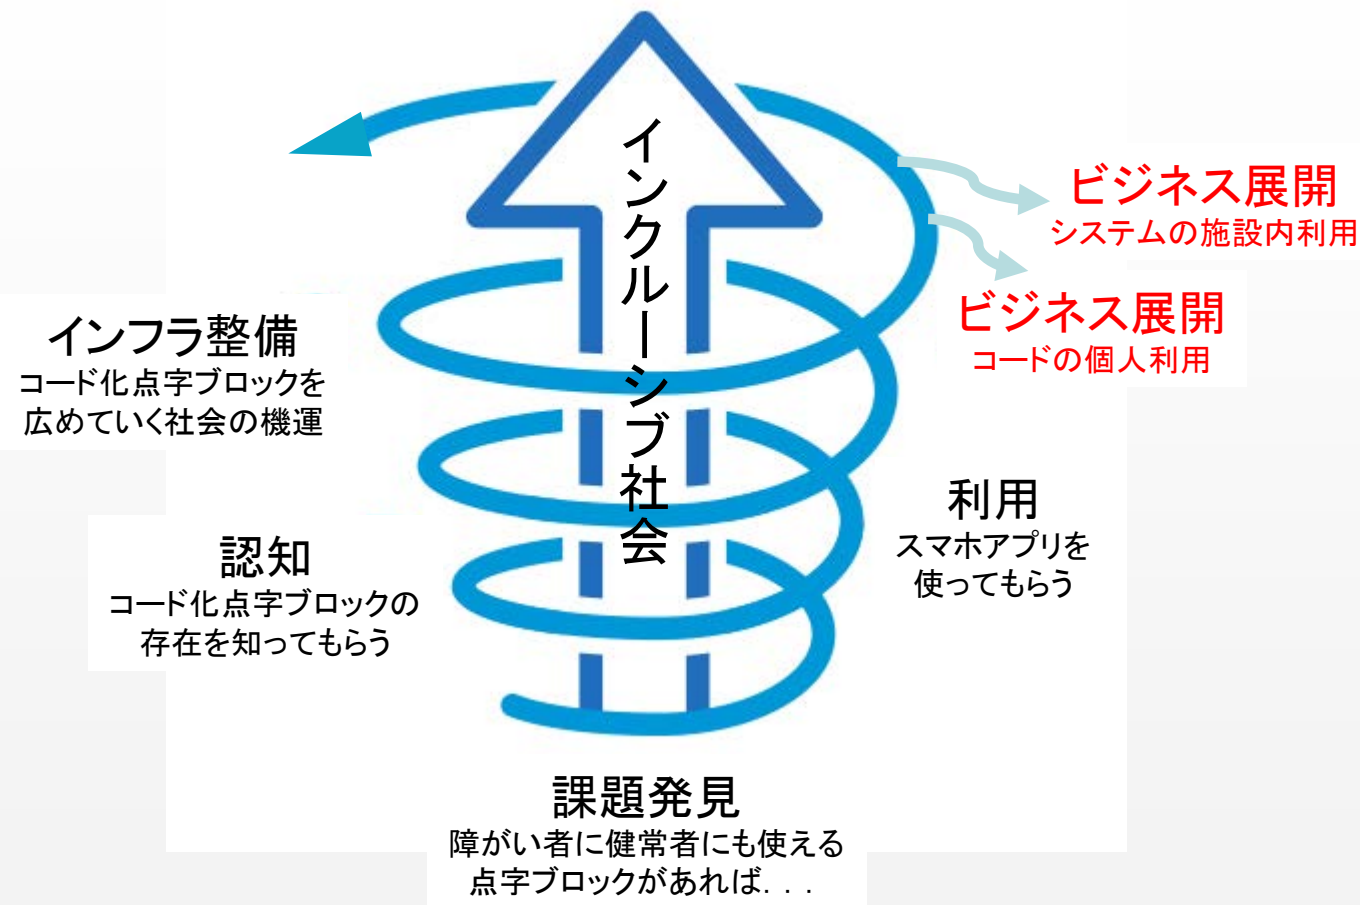 インクルーシブ社会
ビジネス展開
システムの施設内利用
ビジネス展開
コードの個人利用
インフラ整備
コード化点字ブロックを
広めていく社会の機運
利用
スマホアプリを
使ってもらう
認知
コード化点字ブロックの
存在を知ってもらう
課題発見
障がい者に健常者にも使える
点字ブロックがあれば. . .